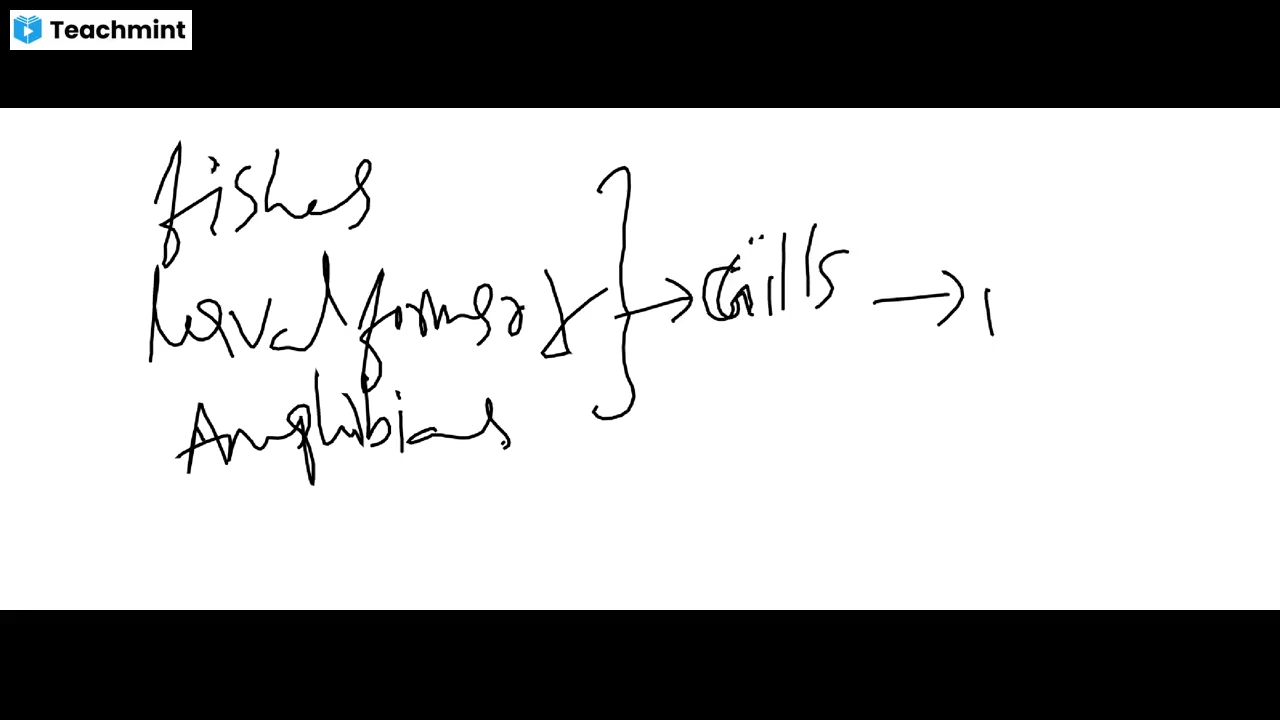 Teachmint
fishes
larval forms of } → Gills →
Amphibians